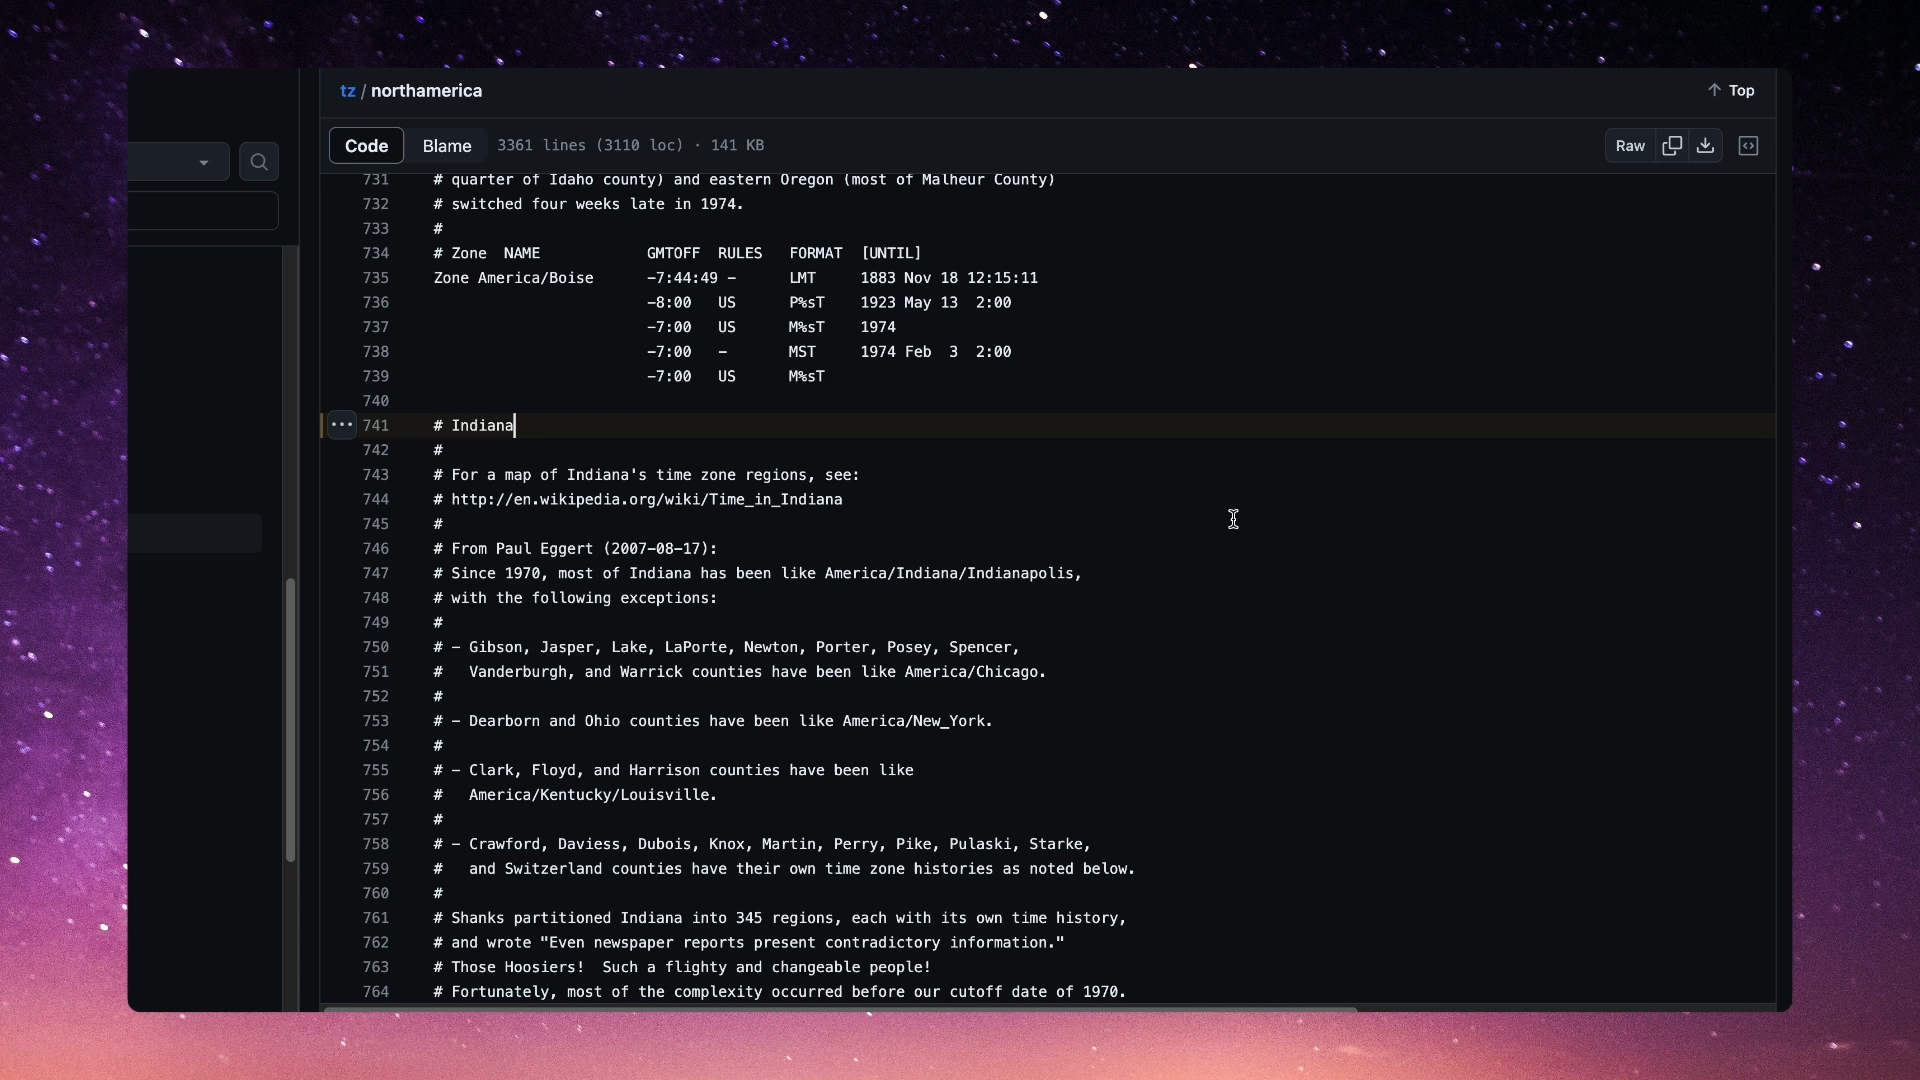 tz / northamerica
Top
Code Blame 3361 lines (3110 loc) · 141 KB
Raw
731 # quarter of Idaho county) and eastern Oregon (most of Malheur County)
732 # switched four weeks late in 1974.
733 #
734 # Zone  NAME            GMTOFF  RULES   FORMAT  [UNTIL]
735 Zone America/Boise      -7:44:49 -      LMT     1883 Nov 18 12:15:11
736                         -8:00   US      P%sT    1923 May 13  2:00
737                         -7:00   US      M%sT    1974
738                         -7:00   -       MST     1974 Feb  3  2:00
739                         -7:00   US      M%sT
740
741 # Indiana
742 #
743 # For a map of Indiana's time zone regions, see:
744 # http://en.wikipedia.org/wiki/Time_in_Indiana
745 #
746 # From Paul Eggert (2007-08-17):
747 # Since 1970, most of Indiana has been like America/Indiana/Indianapolis,
748 # with the following exceptions:
749 #
750 # - Gibson, Jasper, Lake, LaPorte, Newton, Porter, Posey, Spencer,
751 #   Vanderburgh, and Warrick counties have been like America/Chicago.
752 #
753 # - Dearborn and Ohio counties have been like America/New_York.
754 #
755 # - Clark, Floyd, and Harrison counties have been like
756 #   America/Kentucky/Louisville.
757 #
758 # - Crawford, Daviess, Dubois, Knox, Martin, Perry, Pike, Pulaski, Starke,
759 #   and Switzerland counties have their own time zone histories as noted below.
760 #
761 # Shanks partitioned Indiana into 345 regions, each with its own time history,
762 # and wrote "Even newspaper reports present contradictory information."
763 # Those Hoosiers!  Such a flighty and changeable people!
764 # Fortunately, most of the complexity occurred before our cutoff date of 1970.